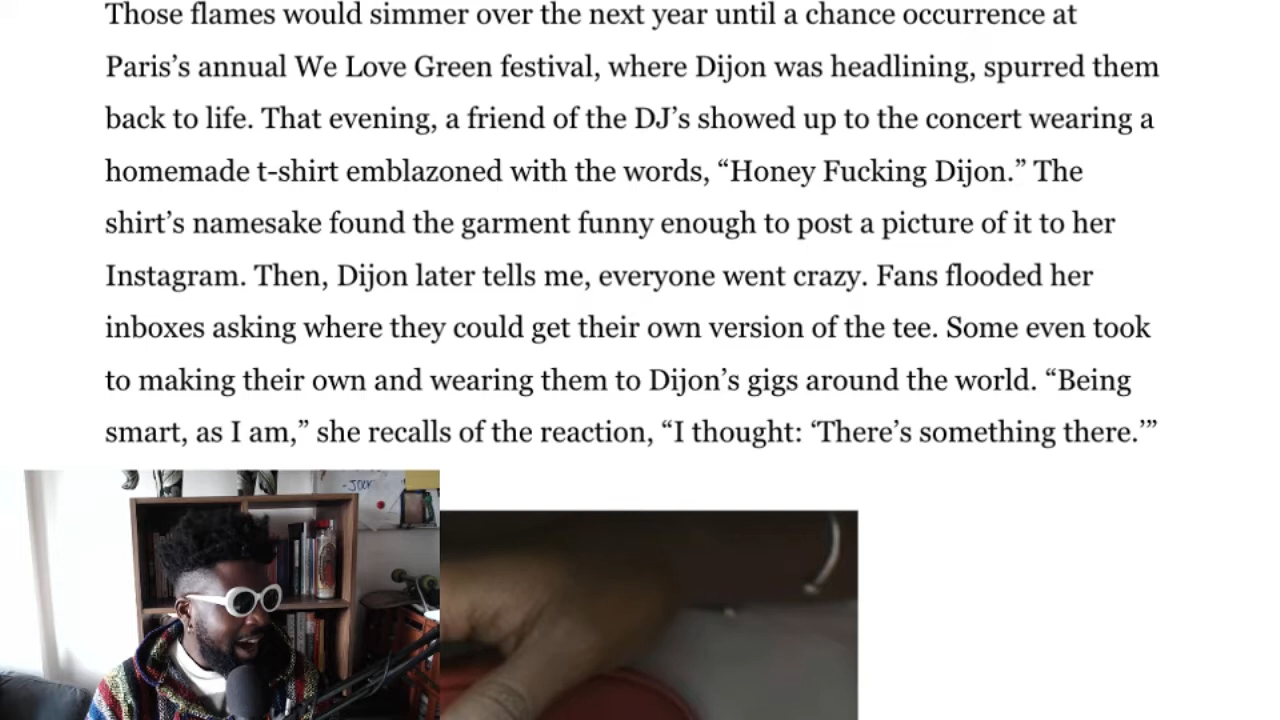 Those flames would simmer over the next year until a chance occurrence at
Paris’s annual We Love Green festival, where Dijon was headlining, spurred them
back to life. That evening, a friend of the DJ’s showed up to the concert wearing a
homemade t-shirt emblazoned with the words, “Honey Fucking Dijon.” The
shirt’s namesake found the garment funny enough to post a picture of it to her
Instagram. Then, Dijon later tells me, everyone went crazy. Fans flooded her
inboxes asking where they could get their own version of the tee. Some even took
to making their own and wearing them to Dijon’s gigs around the world. “Being
smart, as I am,” she recalls of the reaction, “I thought: ‘There’s something there.’”
-JOCK